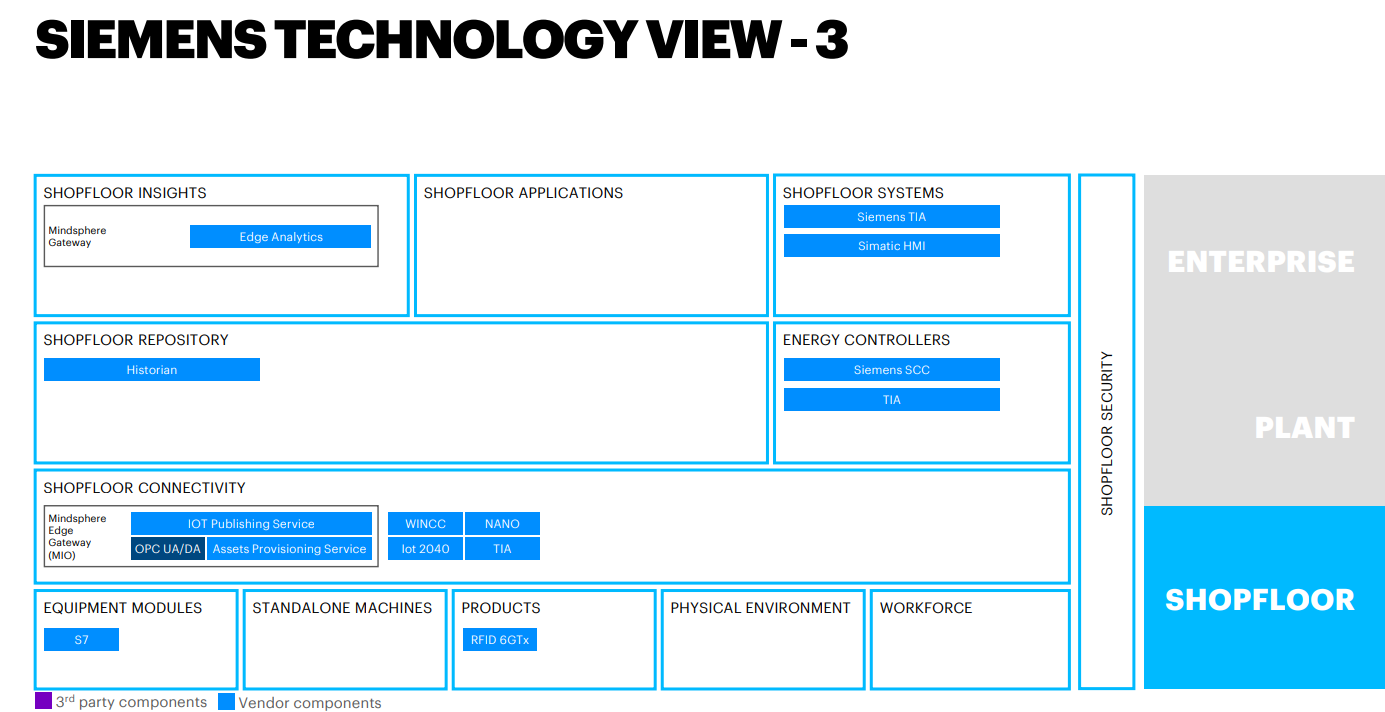 SIEMENS TECHNOLOGY VIEW - 3
SHOPFLOOR INSIGHTS
Mindsphere
Gateway
Edge Analytics
SHOPFLOOR APPLICATIONS
SHOPFLOOR SYSTEMS
Siemens TIA
Simatic HMI
SHOPFLOOR REPOSITORY
Historian
ENERGY CONTROLLERS
Siemens SCC
TIA
SHOPFLOOR CONNECTIVITY
Mindsphere
Edge
Gateway
(MIO)
IOT Publishing Service
OPC UA/DA
Assets Provisioning Service
WINCC
NANO
Iot 2040
TIA
EQUIPMENT MODULES
S7
STANDALONE MACHINES
PRODUCTS
RFID 6GTx
PHYSICAL ENVIRONMENT
WORKFORCE
SHOPFLOOR SECURITY
ENTERPRISE
PLANT
SHOPFLOOR
3rd party components
Vendor components